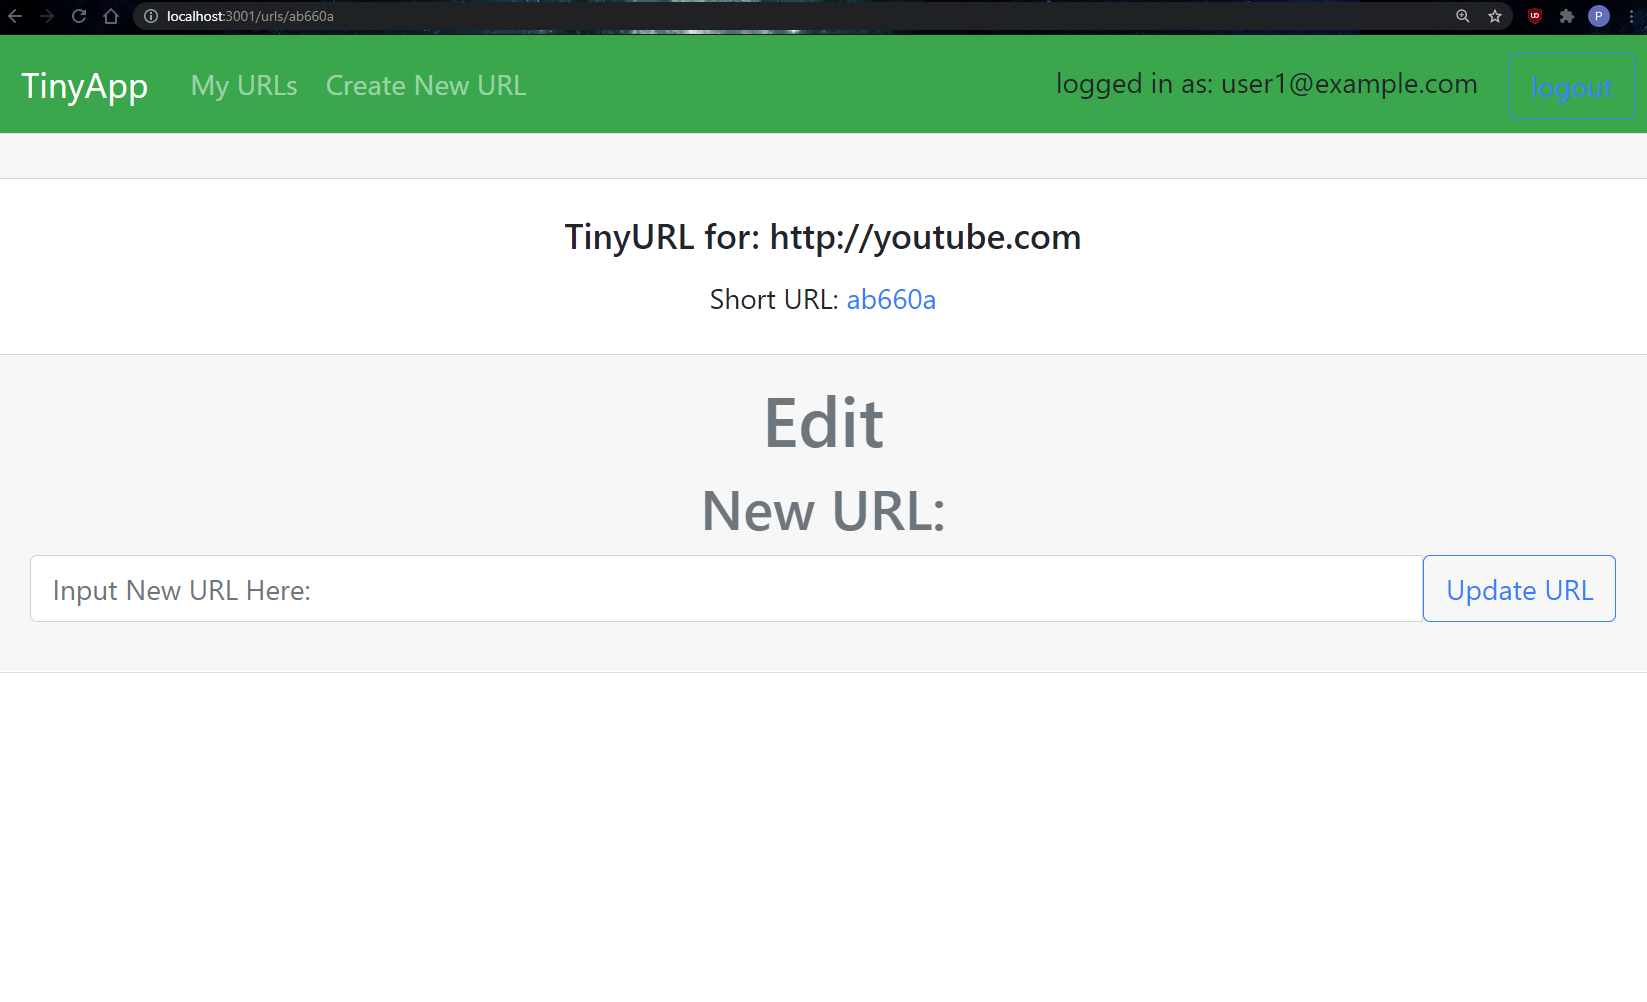 localhost:3001/urls/ab660a
P
TinyApp My URLs Create New URL logged in as: user1@example.com logout
TinyURL for: http://youtube.com
Short URL: ab660a
Edit
New URL:
Input New URL Here: Update URL